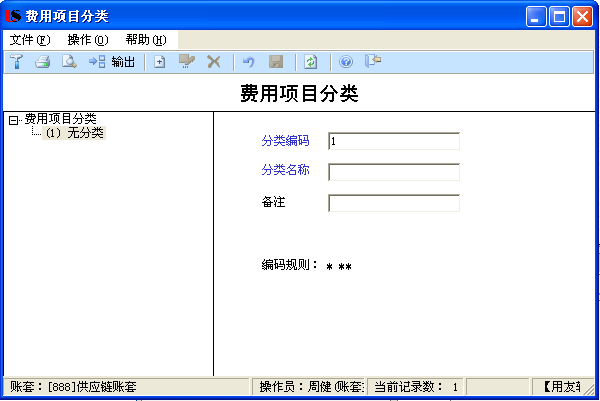 费用项目分类
文件(F) 操作(O) 帮助(H)
输出
费用项目分类
费用项目分类
(1) 无分类
分类编码 1
分类名称
备注
编码规则： * **
账套：[888]供应链账套 操作员：周健(账套 当前记录数： 1 【用友